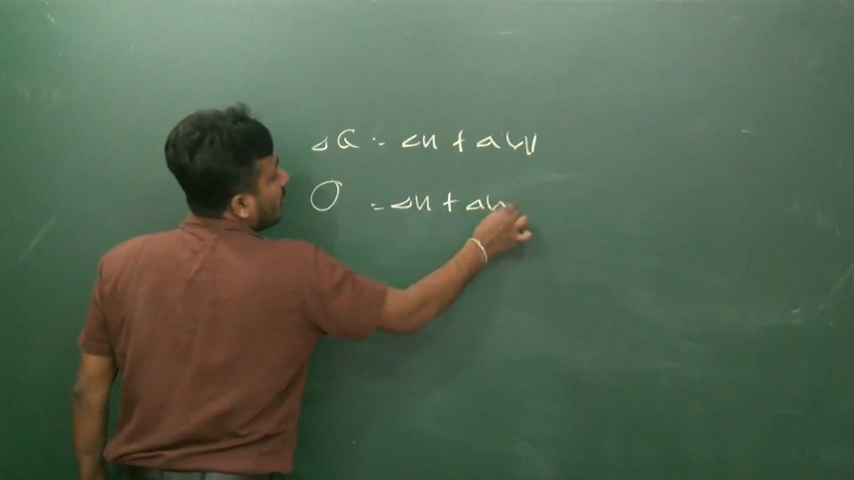 ΔQ = Δu + ΔW
0 = Δu + ΔW